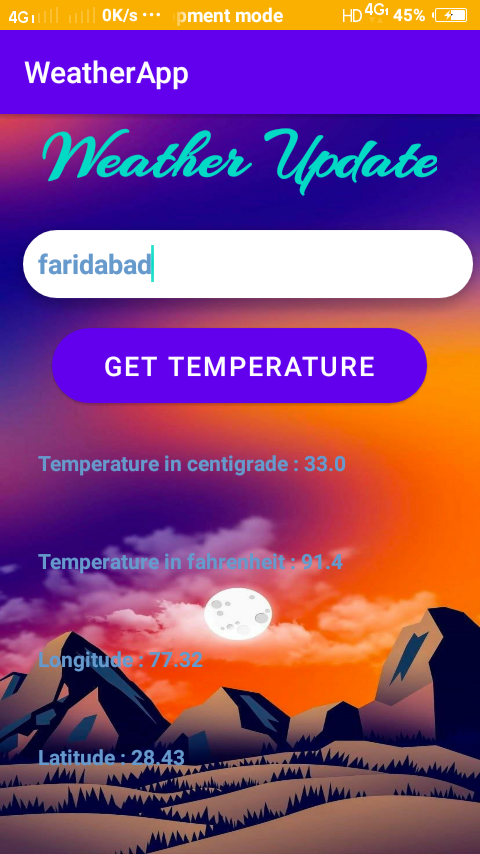 4G 0K/s ... pment mode HD 4G 45%
WeatherApp
Weather Update
faridabad
GET TEMPERATURE
Temperature in centigrade : 33.0
Temperature in fahrenheit : 91.4
Longitude : 77.32
Latitude : 28.43